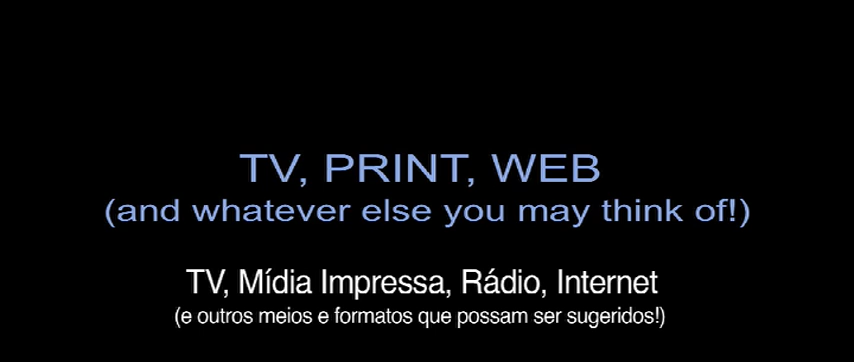 TV, PRINT, WEB
(and whatever else you may think of!)
TV, Mídia Impressa, Rádio, Internet
(e outros meios e formatos que possam ser sugeridos!)